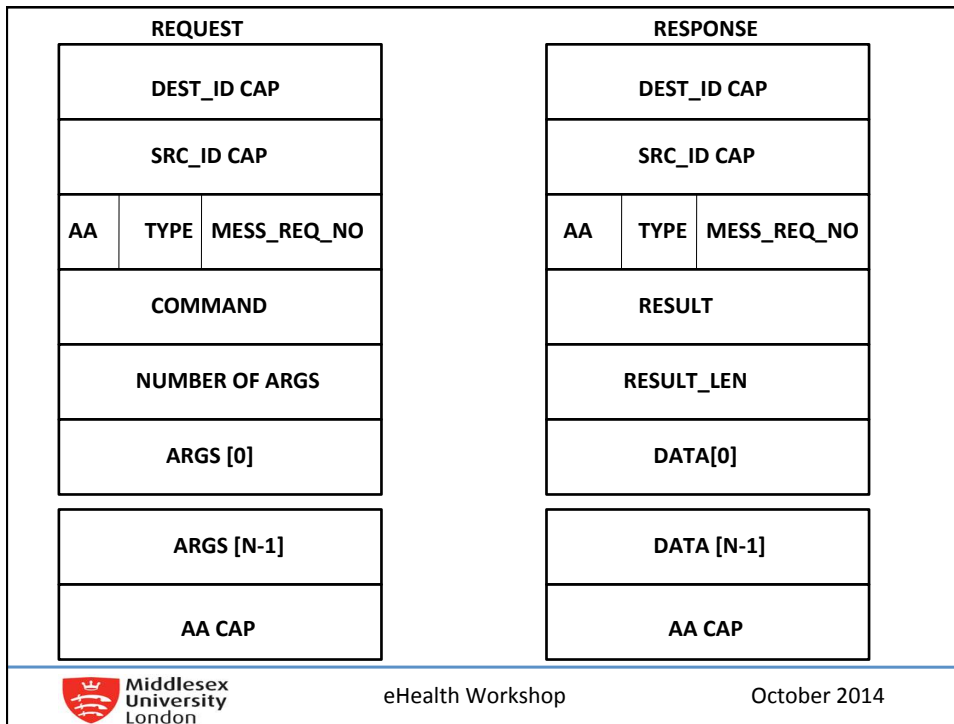 REQUEST
DEST_ID CAP
SRC_ID CAP
AA TYPE MESS_REQ_NO
COMMAND
NUMBER OF ARGS
ARGS [0]
ARGS [N-1]
AA CAP
RESPONSE
DEST_ID CAP
SRC_ID CAP
AA TYPE MESS_REQ_NO
RESULT
RESULT_LEN
DATA[0]
DATA [N-1]
AA CAP
Middlesex
University
London
eHealth Workshop
October 2014